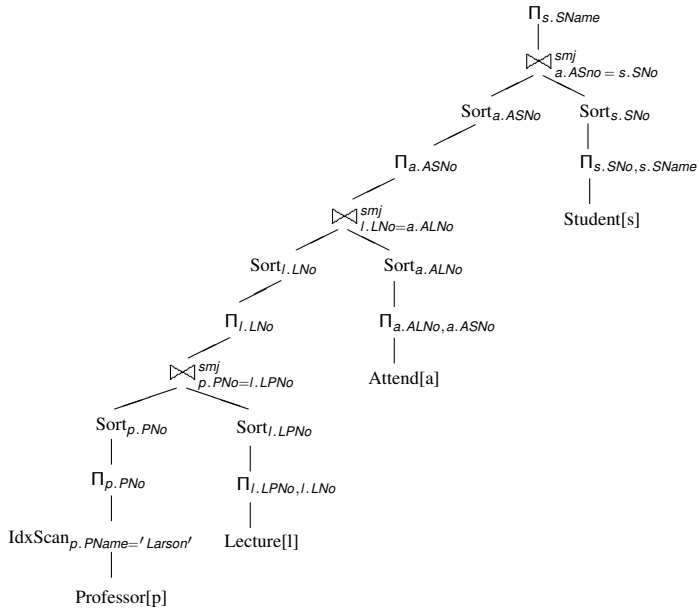 Π s.SName
⋈ smj a.ASno = s.SNo
Sort a.ASNO Sort s.SNo
Π a.ASNo Π s.SNo, s.SName
⋈ smj l.LNo=a.ALNo Student[s]
Sort l.LNo Sort a.ALNo
Π l.LNo Π a.ALNo, a.ASNo
⋈ smj p.PNo=l.LPNo Attend[a]
Sort p.PNo Sort l.LPNO
Π p.PNo Π l.LPNo, l.LNo
IdxScan p.PName='Larson' Lecture[l]
Professor[p]